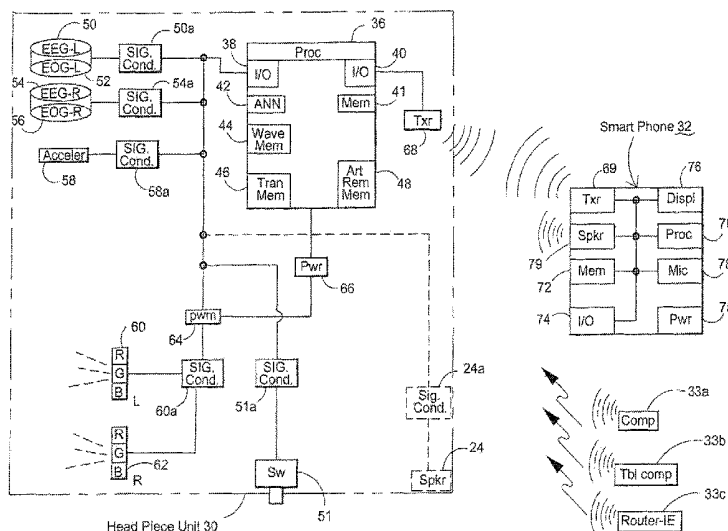 50
EEG-L
EOG-L
52
SIG. Cond.
50a
54
EEG-R
EOG-R
56
SIG. Cond.
54a
Acceler
58
SIG. Cond.
58a
36
Proc
38
I/O
40
I/O
42
ANN
41
Mem
44
Wave Mem
46
Tran Mem
Art Rem Mem
48
Txr
68
Pwr
66
pwm
64
60
R
G
B
L
SIG. Cond.
60a
R
G
B
62
R
SIG. Cond.
51a
Sw
51
24a
Sig. Cond.
24
Spkr
Head Piece Unit 30
Smart Phone 32
69
76
Txr
Displ
Spkr
Proc
79
Mem
Mic
72
I/O
Pwr
74
33a
Comp
33b
Tbl comp
33c
Router-IE